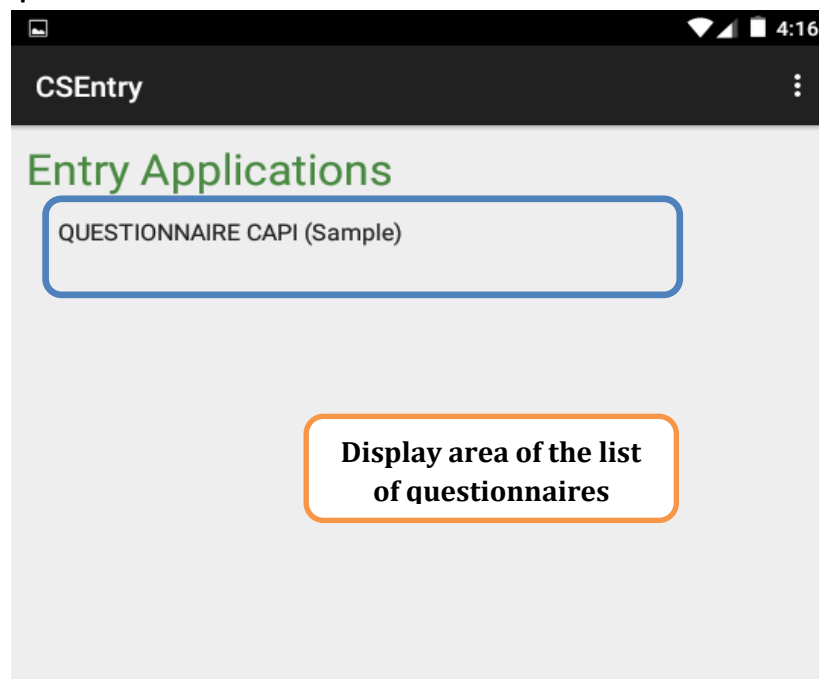 4:16
CSEntry
Entry Applications
QUESTIONNAIRE CAPI (Sample)
Display area of the list
of questionnaires